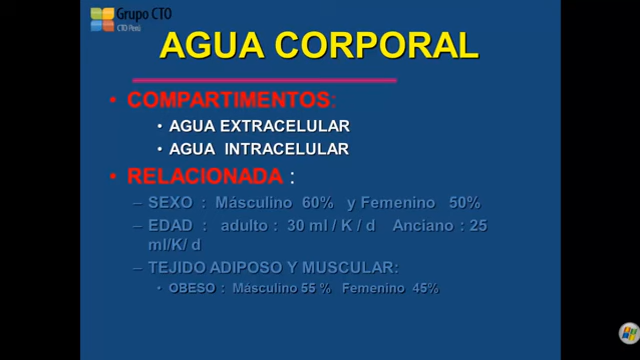 Grupo CTO
CTO Perú
AGUA CORPORAL
• COMPARTIMENTOS:
• AGUA EXTRACELULAR
• AGUA INTRACELULAR
• RELACIONADA :
– SEXO : Másculino 60% y Femenino 50%
– EDAD : adulto : 30 ml / K / d Anciano : 25
ml/K/ d
– TEJIDO ADIPOSO Y MUSCULAR:
• OBESO : Másculino 55 % Femenino 45%